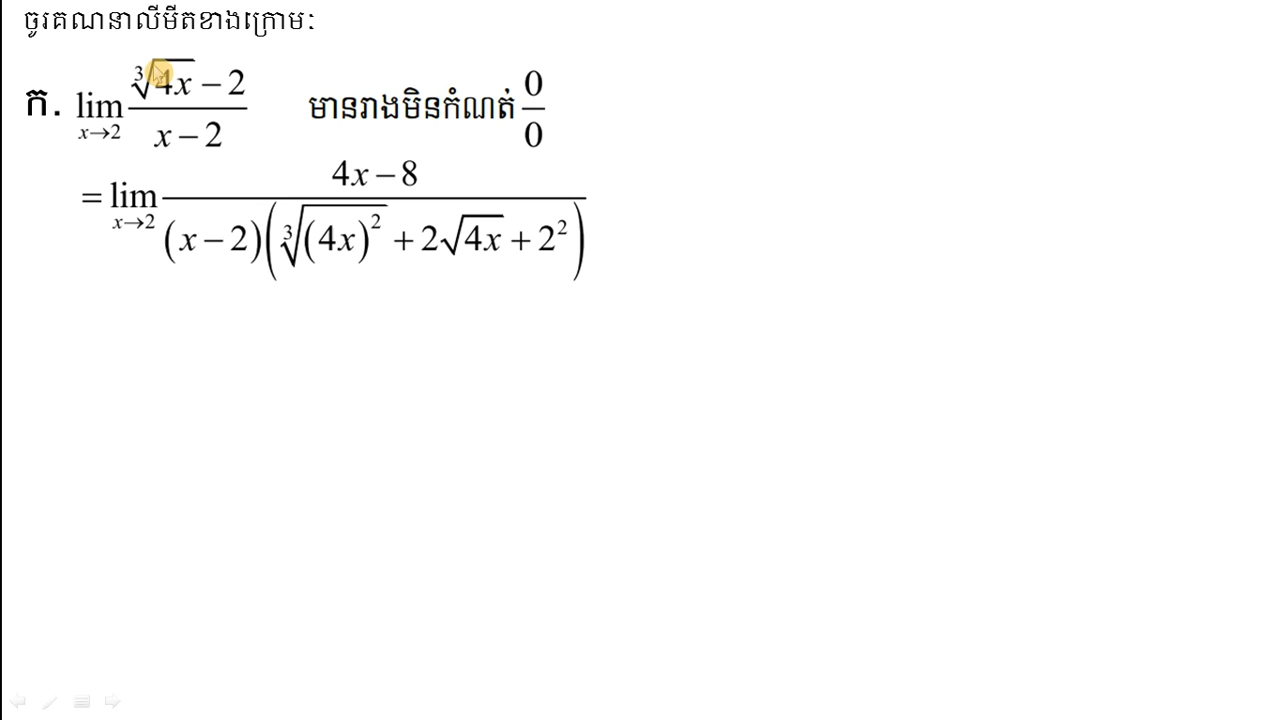 ចូរគណនាលីមីតខាងក្រោមៈ
ក. lim x→2 (∛4x − 2)/(x − 2) មានរាងមិនកំណត់ 0/0
= lim x→2 (4x − 8)/((x − 2)(∛(4x)² + 2√4x + 2²))